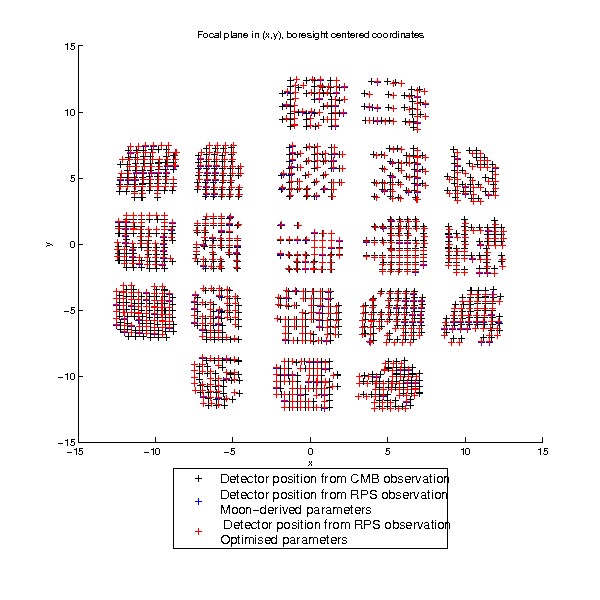 Focal plane in (x,y), boresight centered coordinates.
15
10
5
0
−5
−10
−15
y
−15 −10 −5 0 5 10 15
x
Detector position from CMB observation
Detector position from RPS observation
Moon−derived parameters
Detector position from RPS observation
Optimised parameters